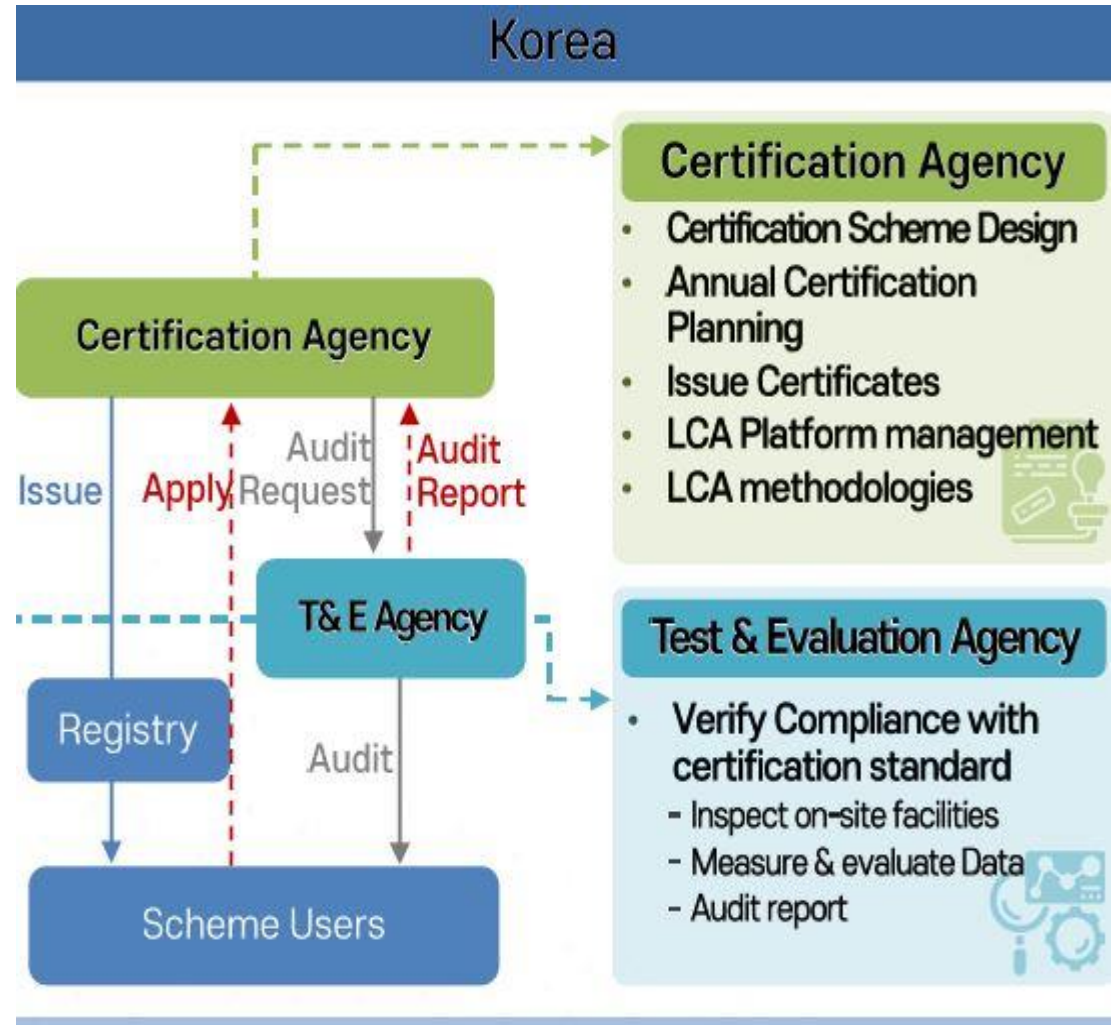 Korea
Certification Agency
Issue
Apply
Audit
Request
Audit
Report
T& E Agency
Registry
Audit
Scheme Users
Certification Agency
• Certification Scheme Design
• Annual Certification
Planning
• Issue Certificates
• LCA Platform management
• LCA methodologies
Test & Evaluation Agency
• Verify Compliance with
certification standard
- Inspect on-site facilities
- Measure & evaluate Data
- Audit report